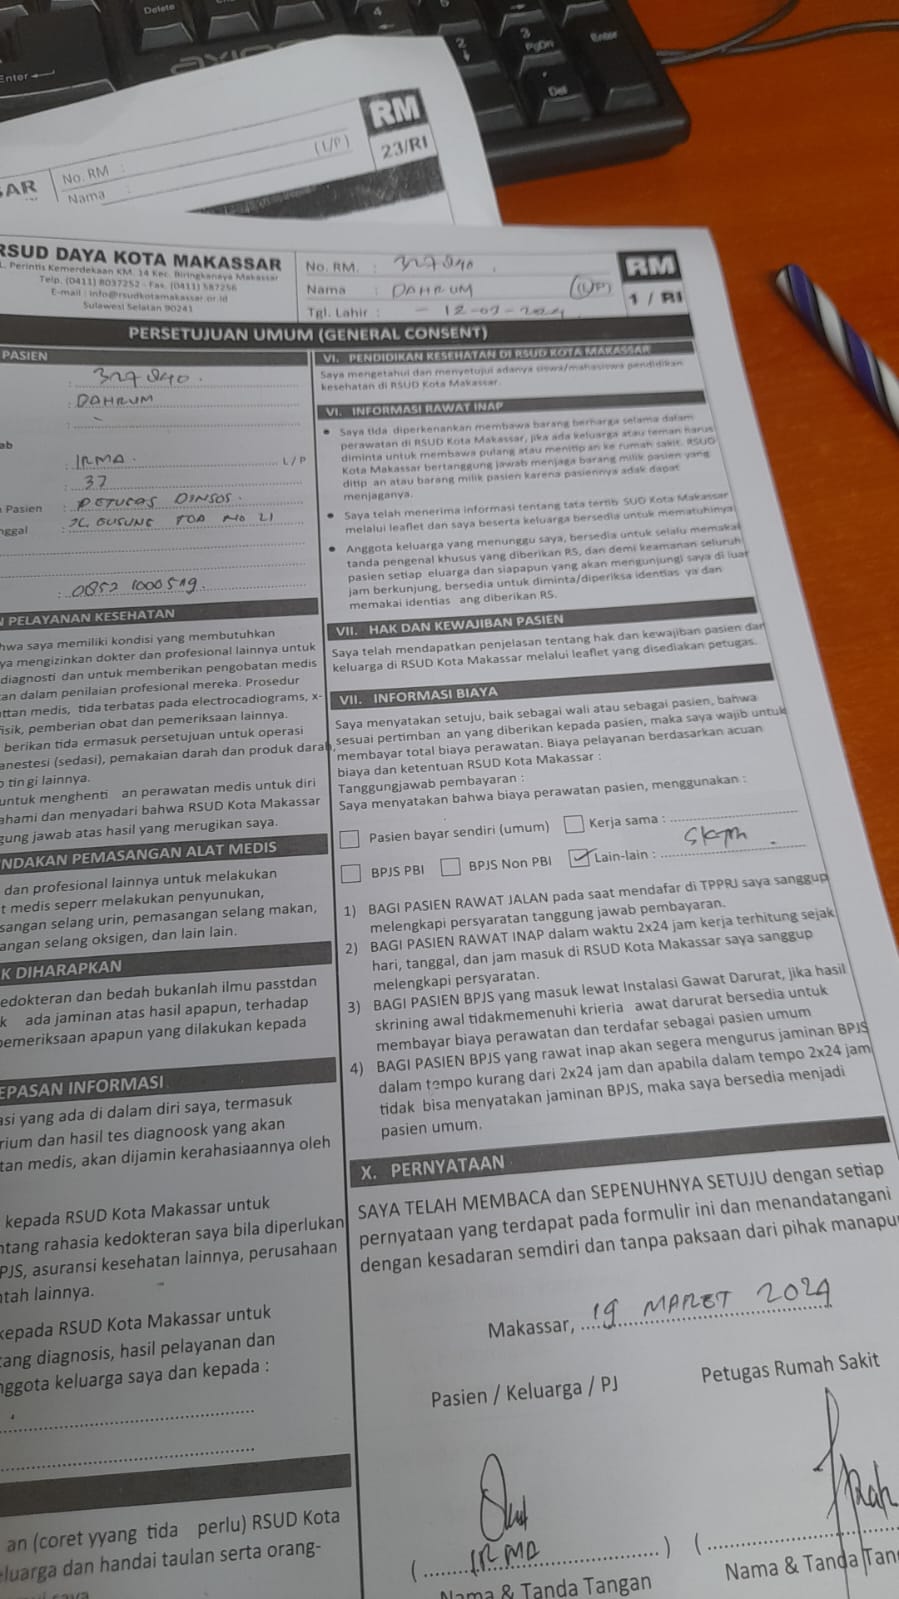 Delete
Enter
4
2
3
PgDn
Enter
Del
RM
23/RI
(L/P)
SAR
No. RM :
Nama :
RSUD DAYA KOTA MAKASSAR
L. Perintis Kemerdekaan KM. 14 Kec. Biringkanaya Makassar
Telp. (0411) 8037252 - Fax. (0411) 587256
E-mail : info@rsudkotamakassar.or.id
Sulawesi Selatan 90241
No. RM. :
Nama : DAHRUM (L/P)
Tgl. Lahir :
RM
1 / RI
PERSETUJUAN UMUM (GENERAL CONSENT)
PASIEN
:
: DAHRUM
: -
ab
: IRMA. L/P
: 37
n Pasien : PETUGAS DINSOS.
nggal :
:
PELAYANAN KESEHATAN
hwa saya memiliki kondisi yang membutuhkan
ya mengizinkan dokter dan profesional lainnya untuk
diagnosti dan untuk memberikan pengobatan medis
an dalam penilaian profesional mereka. Prosedur
ttan medis, tida terbatas pada electrocadiograms, x-
fisik, pemberian obat dan pemeriksaan lainnya.
berikan tida ermasuk persetujuan untuk operasi
anestesi (sedasi), pemakaian darah dan produk darah,
o tin gi lainnya.
untuk menghenti an perawatan medis untuk diri
ahami dan menyadari bahwa RSUD Kota Makassar
gung jawab atas hasil yang merugikan saya.
NDAKAN PEMASANGAN ALAT MEDIS
dan profesional lainnya untuk melakukan
t medis seperr melakukan penyunukan,
sangan selang urin, pemasangan selang makan,
angan selang oksigen, dan lain lain.
K DIHARAPKAN
edokteran dan bedah bukanlah ilmu passtdan
k ada jaminan atas hasil apapun, terhadap
pemeriksaan apapun yang dilakukan kepada
EPASAN INFORMASI
asi yang ada di dalam diri saya, termasuk
rium dan hasil tes diagnoosk yang akan
tan medis, akan dijamin kerahasiaannya oleh
kepada RSUD Kota Makassar untuk
ntang rahasia kedokteran saya bila diperlukan
PJS, asuransi kesehatan lainnya, perusahaan
ntah lainnya.
kepada RSUD Kota Makassar untuk
tang diagnosis, hasil pelayanan dan
nggota keluarga saya dan kepada :
an (coret yyang tida perlu) RSUD Kota
eluarga dan handai taulan serta orang-
VI. PENDIDIKAN KESEHATAN DI RSUD KOTA MAKASSAR
Saya mengetahui dan menyetujui adanya siswa/mahasiswa pendidikan
kesehatan di RSUD Kota Makassar.
VI. INFORMASI RAWAT INAP
• Saya tida diperkenankan membawa barang berharga selama dalam
perawatan di RSUD Kota Makassar, jika ada keluarga atau teman harus
diminta untuk membawa pulang atau menitip an ke rumah sakit. RSUD
Kota Makassar bertanggung jawab menjaga barang milik pasien yang
ditip an atau barang milik pasien karena pasiennya adak dapat
menjaganya.
• Saya telah menerima informasi tentang tata tertib SUD Kota Makassar
melalui leaflet dan saya beserta keluarga bersedia untuk mematuhinya
• Anggota keluarga yang menunggu saya, bersedia untuk selalu memakai
tanda pengenal khusus yang diberikan RS, dan demi keamanan seluruh
pasien setiap eluarga dan siapapun yang akan mengunjungi saya di luar
jam berkunjung, bersedia untuk diminta/diperiksa identias ya dan
memakai identias ang diberikan RS.
VII. HAK DAN KEWAJIBAN PASIEN
Saya telah mendapatkan penjelasan tentang hak dan kewajiban pasien dan
keluarga di RSUD Kota Makassar melalui leaflet yang disediakan petugas.
VII. INFORMASI BIAYA
Saya menyatakan setuju, baik sebagai wali atau sebagai pasien, bahwa
sesuai pertimban an yang diberikan kepada pasien, maka saya wajib untuk
membayar total biaya perawatan. Biaya pelayanan berdasarkan acuan
biaya dan ketentuan RSUD Kota Makassar :
Tanggungjawab pembayaran :
Saya menyatakan bahwa biaya perawatan pasien, menggunakan :
Pasien bayar sendiri (umum) Kerja sama :
BPJS PBI BPJS Non PBI Lain-lain :
1) BAGI PASIEN RAWAT JALAN pada saat mendafar di TPPRJ saya sanggup
melengkapi persyaratan tanggung jawab pembayaran.
2) BAGI PASIEN RAWAT INAP dalam waktu 2x24 jam kerja terhitung sejak
hari, tanggal, dan jam masuk di RSUD Kota Makassar saya sanggup
melengkapi persyaratan.
3) BAGI PASIEN BPJS yang masuk lewat Instalasi Gawat Darurat, jika hasil
skrining awal tidakmemenuhi krieria awat darurat bersedia untuk
membayar biaya perawatan dan terdafar sebagai pasien umum
4) BAGI PASIEN BPJS yang rawat inap akan segera mengurus jaminan BPJS
dalam tempo kurang dari 2x24 jam dan apabila dalam tempo 2x24 jam
tidak bisa menyatakan jaminan BPJS, maka saya bersedia menjadi
pasien umum.
X. PERNYATAAN
SAYA TELAH MEMBACA dan SEPENUHNYA SETUJU dengan setiap
pernyataan yang terdapat pada formulir ini dan menandatangani
dengan kesadaran semdiri dan tanpa paksaan dari pihak manapu
Makassar, 19 MARET 2024
Pasien / Keluarga / PJ Petugas Rumah Sakit
( IRMA ) (
Nama & Tanda Tangan Nama & Tanda Tan